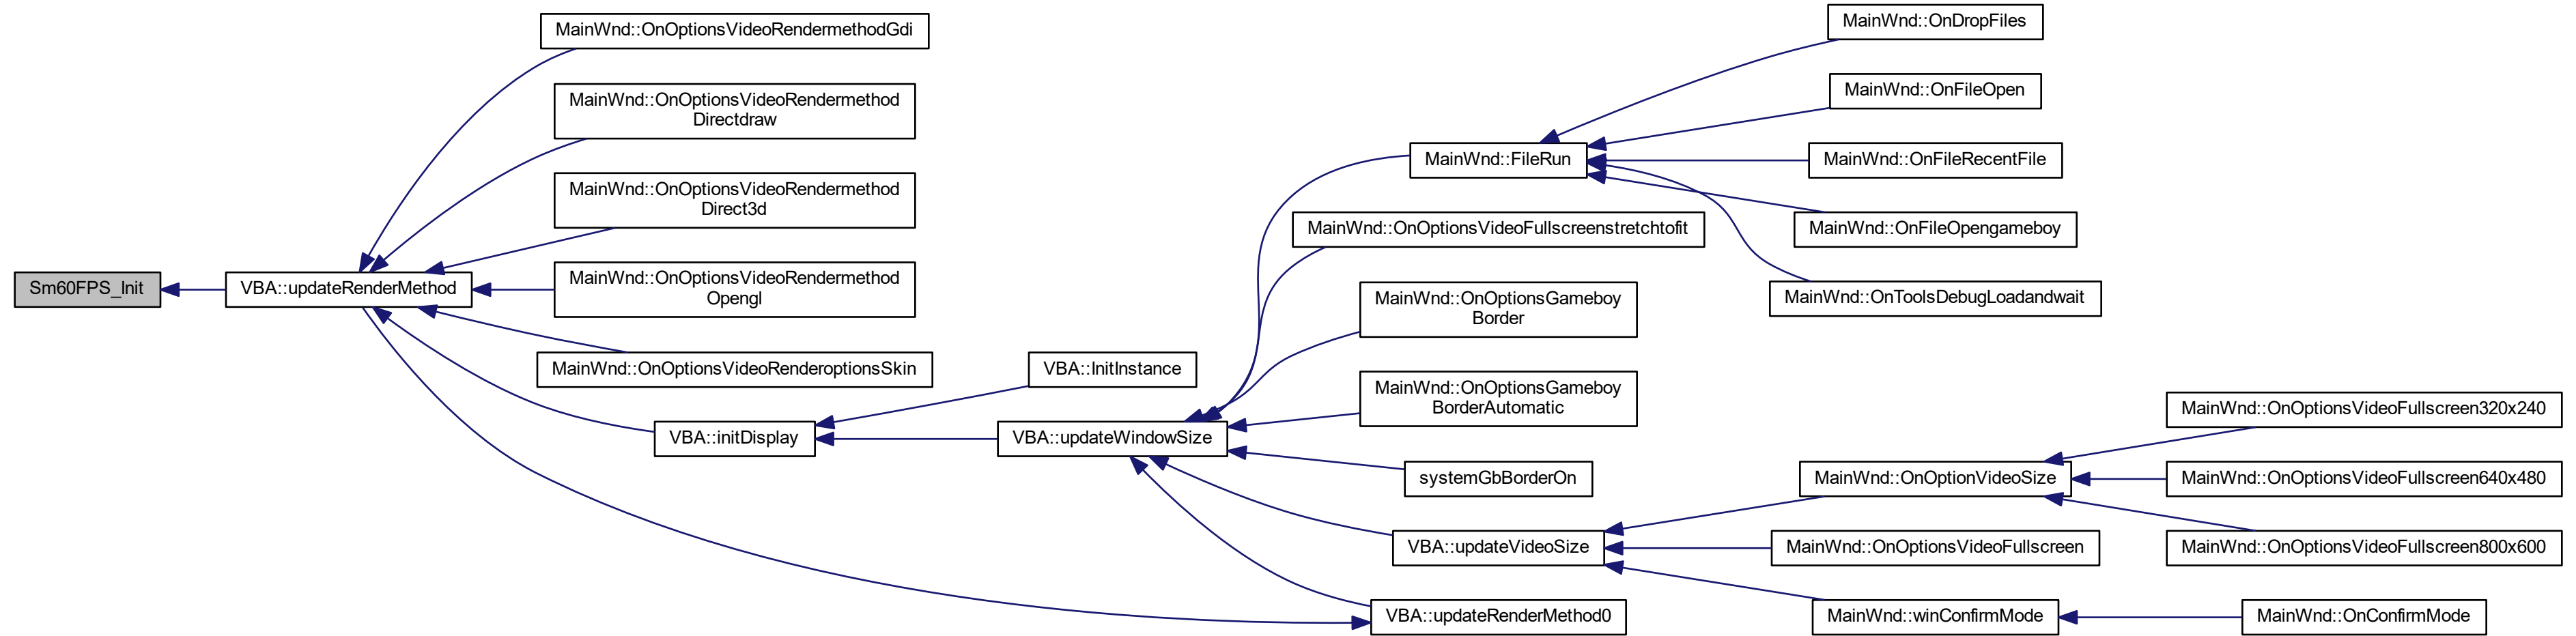 MainWnd::OnOptionsVideoRendermethodGdi
MainWnd::OnOptionsVideoRendermethod
Directdraw
MainWnd::OnOptionsVideoRendermethod
Direct3d
Sm60FPS_Init
VBA::updateRenderMethod
MainWnd::OnOptionsVideoRendermethod
Opengl
MainWnd::OnOptionsVideoRenderoptionsSkin
VBA::initDisplay
VBA::InitInstance
VBA::updateWindowSize
MainWnd::FileRun
MainWnd::OnDropFiles
MainWnd::OnFileOpen
MainWnd::OnFileRecentFile
MainWnd::OnFileOpengameboy
MainWnd::OnToolsDebugLoadandwait
MainWnd::OnOptionsVideoFullscreenstretchtofit
MainWnd::OnOptionsGameboy
Border
MainWnd::OnOptionsGameboy
BorderAutomatic
systemGbBorderOn
VBA::updateVideoSize
VBA::updateRenderMethod0
MainWnd::OnOptionVideoSize
MainWnd::OnOptionsVideoFullscreen
MainWnd::winConfirmMode
MainWnd::OnOptionsVideoFullscreen320x240
MainWnd::OnOptionsVideoFullscreen640x480
MainWnd::OnOptionsVideoFullscreen800x600
MainWnd::OnConfirmMode